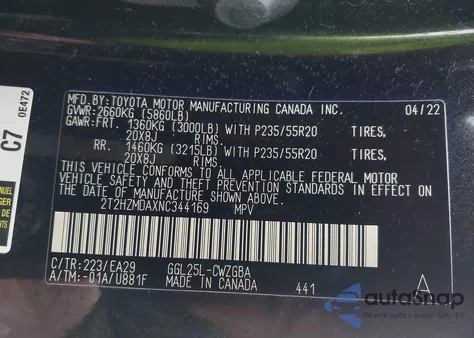 MFD.BY:TOYOTA MOTOR MANUFACTURING CANADA INC. 04/22
GVWR:2660KG (5860LB)
GAWR:FRT. 1360KG (3000LB) WITH P235/55R20 TIRES,
20X8J RIMS.
RR. 1460KG (3215LB) WITH P235/55R20 TIRES,
20X8J RIMS.
THIS VEHICLE CONFORMS TO ALL APPLICABLE FEDERAL MOTOR
VEHICLE SAFETY STANDARDS IN EFFECT ON THE DATE OF
MANUFACTURE SHOWN ABOVE.
2T2HZMDAXNC344169 MPV
C/TR:223/EA29 GGL25L-CWZGBA
A/TM:-01A/U881F MADE IN CANADA 441 A
0E472
C7
autoSnap